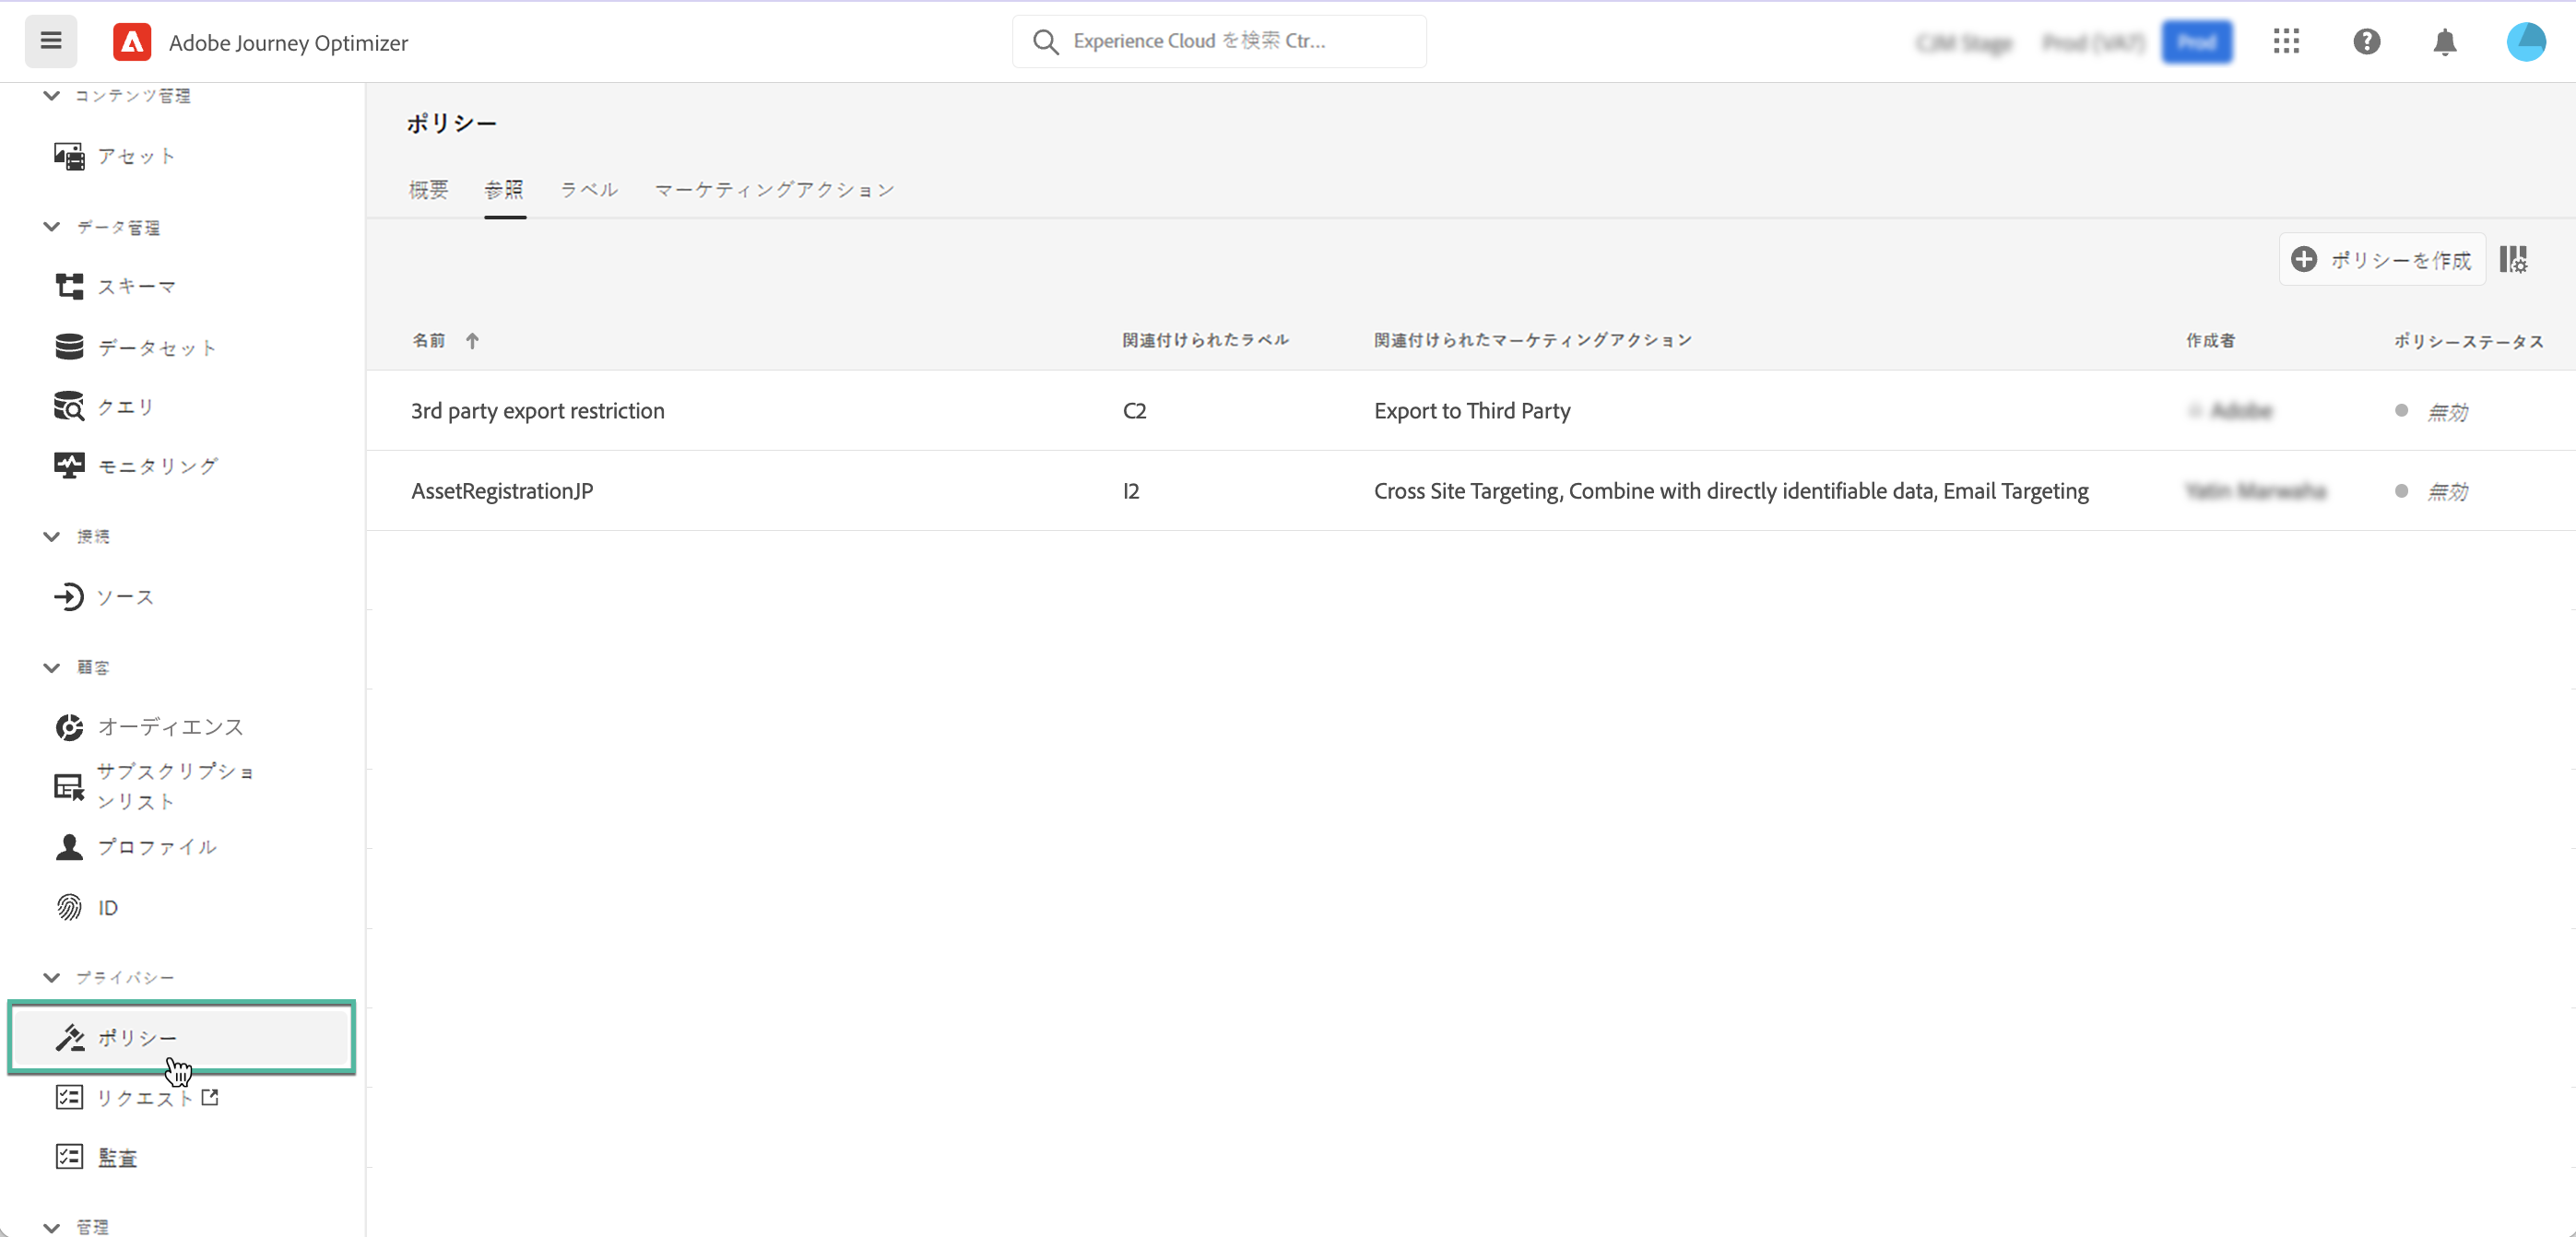 Adobe Journey Optimizer
Experience Cloud を検索 Ctr...
コンテンツ管理
アセット
データ管理
スキーマ
データセット
クエリ
モニタリング
接続
ソース
顧客
オーディエンス
サブスクリプショ
ンリスト
プロファイル
ID
プライバシー
ポリシー
リクエスト
監査
管理
ポリシー
概要 参照 ラベル マーケティングアクション
ポリシーを作成
名前 関連付けられたラベル 関連付けられたマーケティングアクション 作成者 ポリシーステータス
3rd party export restriction C2 Export to Third Party Adobe 無効
AssetRegistrationJP I2 Cross Site Targeting, Combine with directly identifiable data, Email Targeting 無効